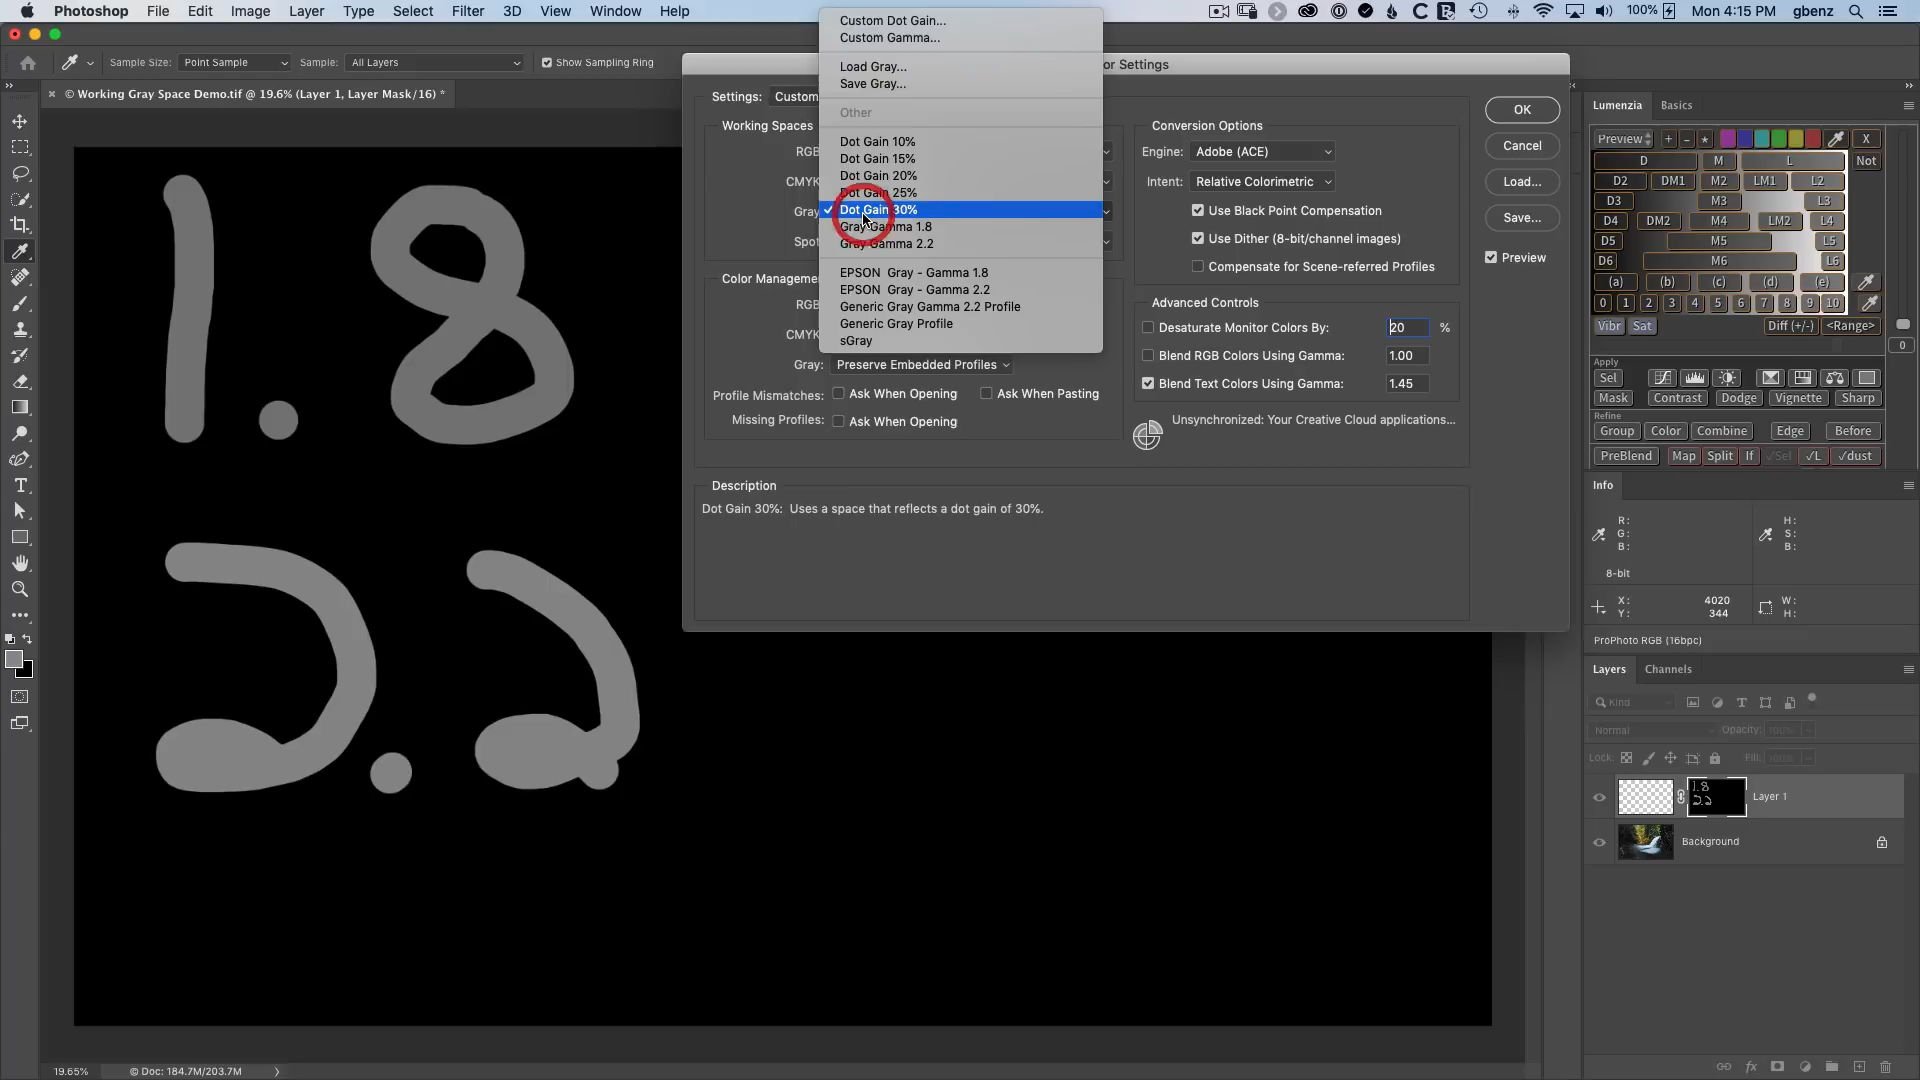 Photoshop File Edit Image Layer Type Select Filter 3D View Window Help 100% Mon 4:15 PM gbenz
Sample Size: Point Sample Sample: All Layers Show Sampling Ring
© Working Gray Space Demo.tif @ 19.6% (Layer 1, Layer Mask/16) *
1.8
2.2
19.65% © Doc: 184.7M/203.7M
Custom Dot Gain...
Custom Gamma...
Load Gray...
Save Gray...
Other
Dot Gain 10%
Dot Gain 15%
Dot Gain 20%
Dot Gain 25%
Dot Gain 30%
Gray Gamma 1.8
Gray Gamma 2.2
EPSON Gray - Gamma 1.8
EPSON Gray - Gamma 2.2
Generic Gray Gamma 2.2 Profile
Generic Gray Profile
sGray
or Settings
Settings: Custom
Working Spaces
RGB
CMYK
Gray
Spot
Color Manageme
RGB
CMYK
Gray: Preserve Embedded Profiles
Profile Mismatches: Ask When Opening Ask When Pasting
Missing Profiles: Ask When Opening
Conversion Options
Engine: Adobe (ACE)
Intent: Relative Colorimetric
Use Black Point Compensation
Use Dither (8-bit/channel images)
Compensate for Scene-referred Profiles
Advanced Controls
Desaturate Monitor Colors By: 20 %
Blend RGB Colors Using Gamma: 1.00
Blend Text Colors Using Gamma: 1.45
Unsynchronized: Your Creative Cloud applications...
Description
Dot Gain 30%: Uses a space that reflects a dot gain of 30%.
OK
Cancel
Load...
Save...
Preview
Lumenzia Basics
Preview + - ★ X
D M L Not
D2 DM1 M2 LM1 L2
D3 M3 L3
D4 DM2 M4 LM2 L4
D5 M5 L5
D6 M6 L6
(a) (b) (c) (d) (e)
0 1 2 3 4 5 6 7 8 9 10
Vibr Sat Diff (+/-) <Range> 0
Apply
Sel
Mask Contrast Dodge Vignette Sharp
Refine
Group Color Combine Edge Before
PreBlend Map Split If √Sel √L √dust
Info
R: H:
G: S:
B: B:
8-bit
X: 4020 W:
Y: 344 H:
ProPhoto RGB (16bpc)
Layers Channels
Kind
Normal Opacity: 100%
Lock: Fill: 100%
1.8
2.2
Layer 1
Background
fx